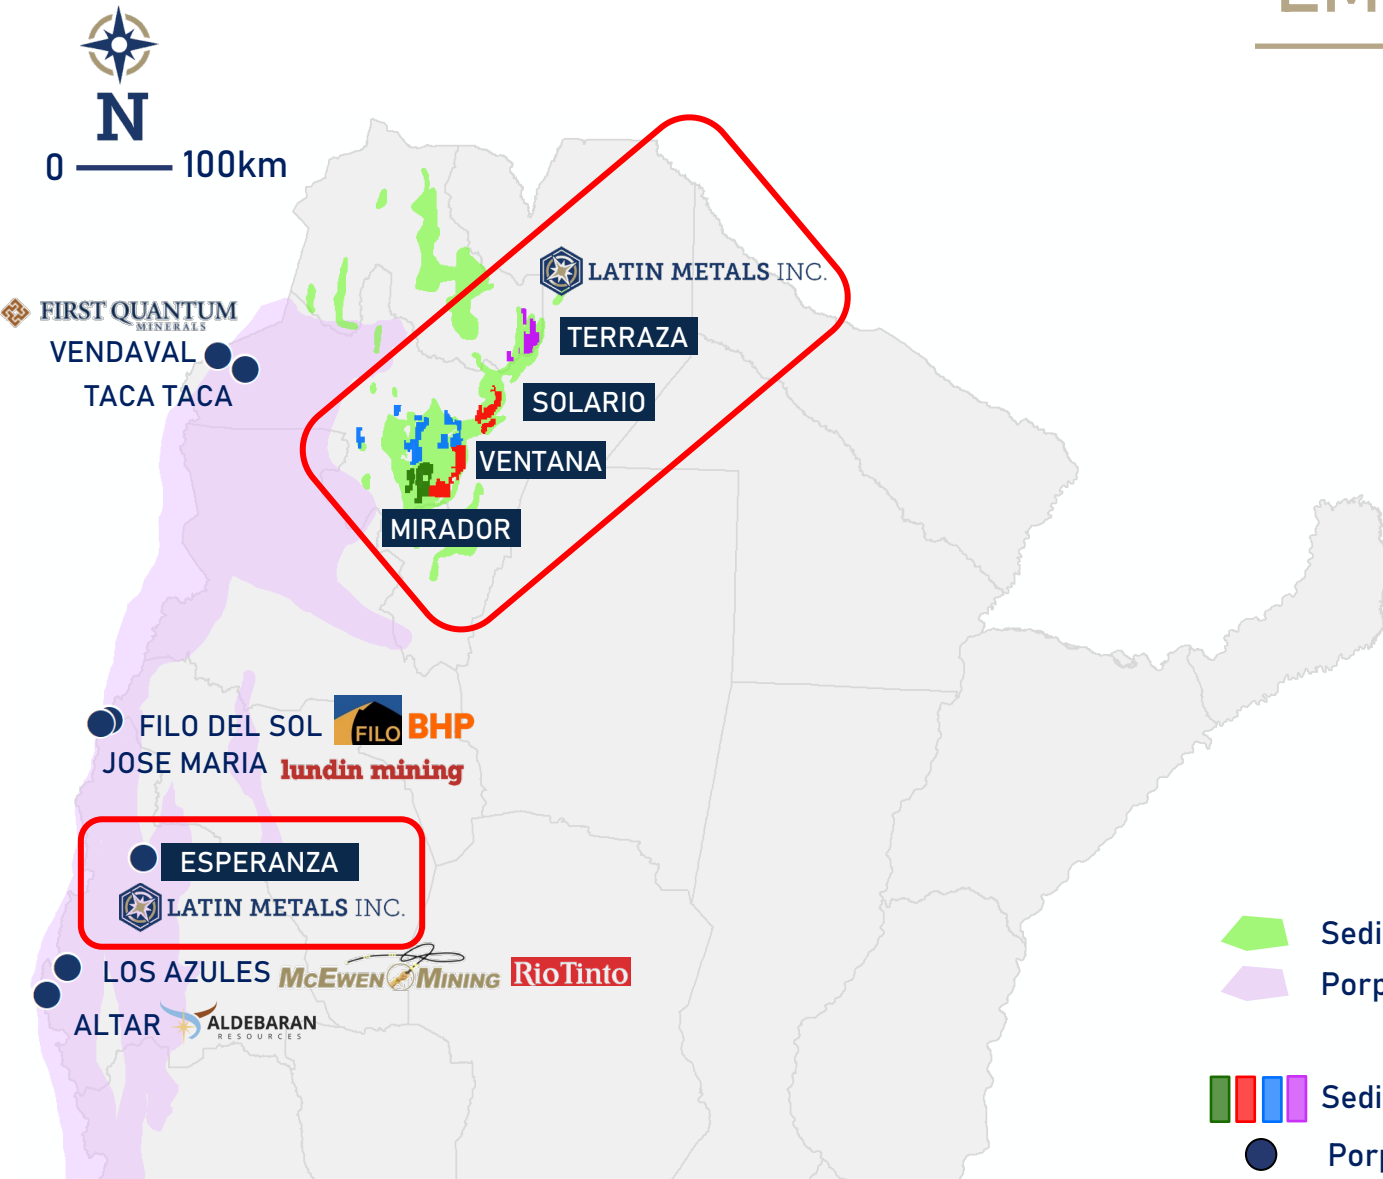 N
0 100km
LATIN METALS INC.
FIRST QUANTUM
MINERALS
VENDAVAL
TACA TACA
TERRAZA
SOLARIO
VENTANA
MIRADOR
FILO DEL SOL FILO BHP
JOSE MARIA lundin mining
ESPERANZA
LATIN METALS INC.
LOS AZULES McEWEN MINING RioTinto
ALTAR ALDEBARAN
RESOURCES
Sedi
Porp
Sedi
Porp